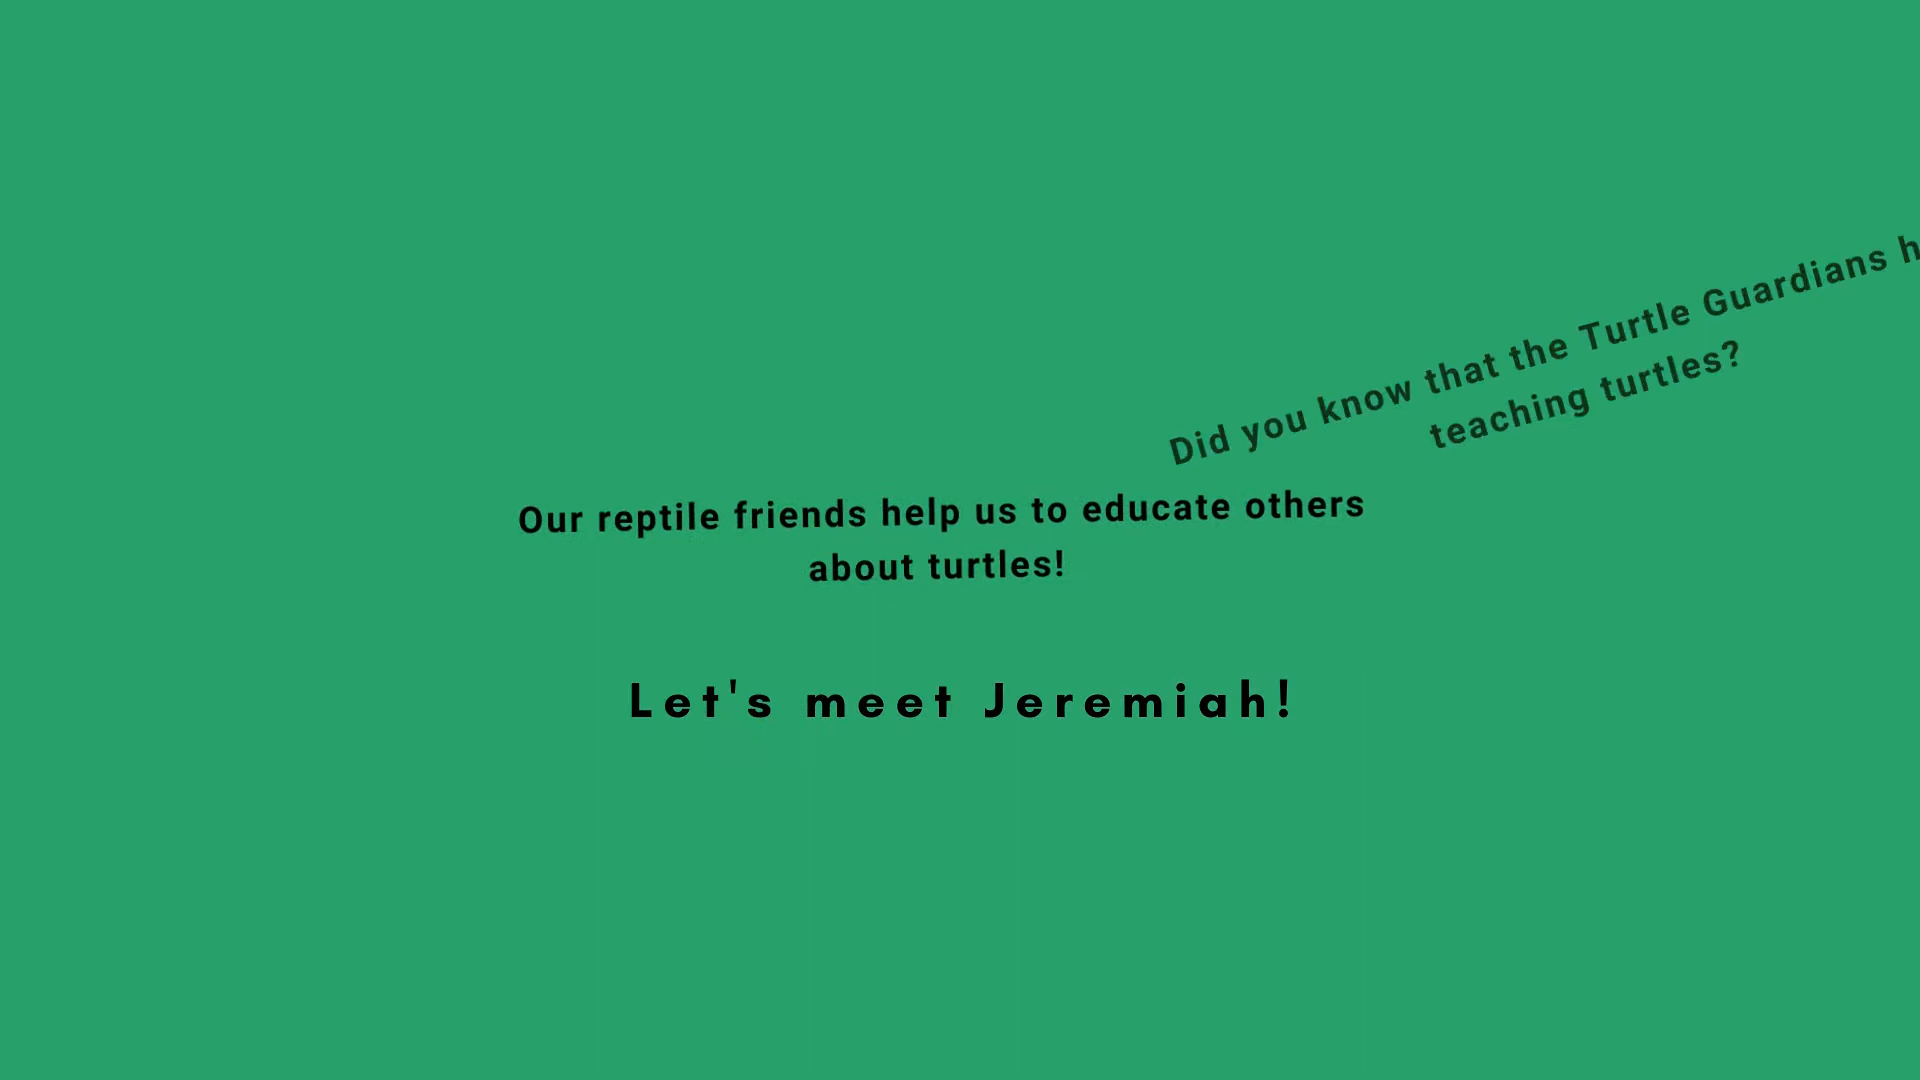 Did you know that the Turtle Guardians
teaching turtles?
Our reptile friends help us to educate others
about turtles!
Let's meet Jeremiah!